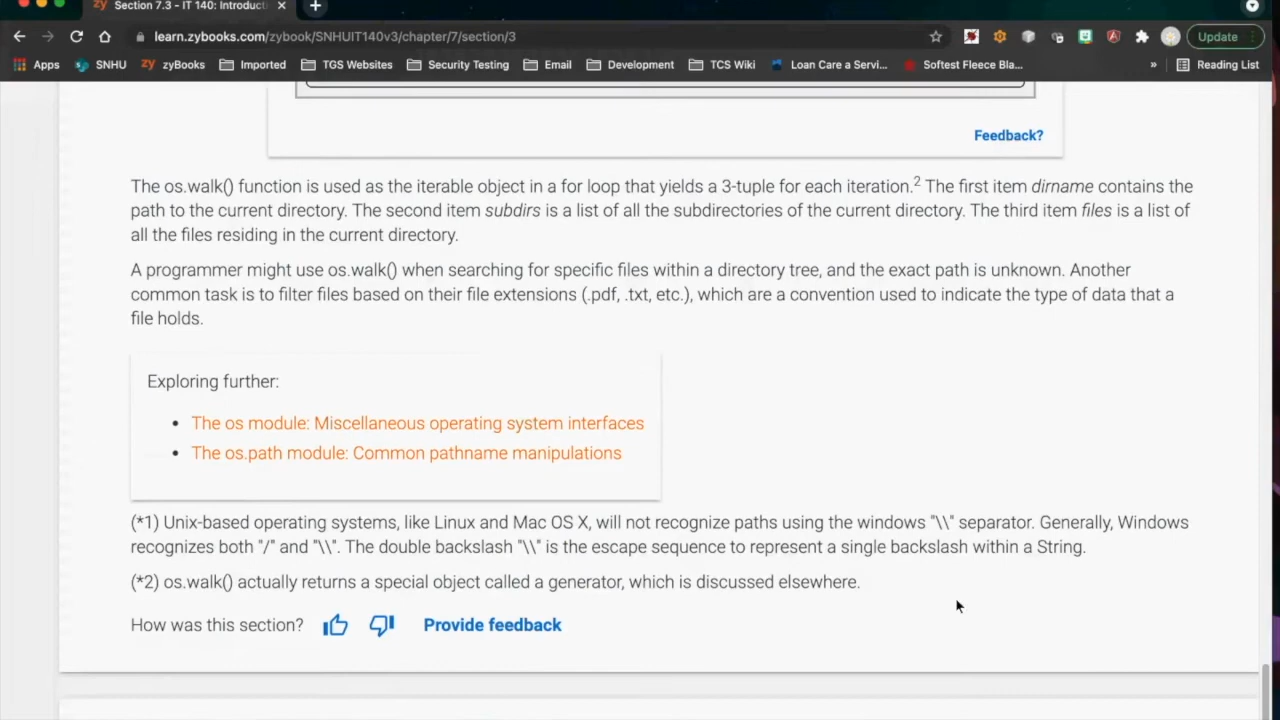 Section 7.3 - IT 140: Introducti
learn.zybooks.com/zybook/SNHUIT140v3/chapter/7/section/3
Update
Apps SNHU zyBooks Imported TGS Websites Security Testing Email Development TCS Wiki Loan Care a Servi... Softest Fleece Bla... » Reading List
Feedback?
The os.walk() function is used as the iterable object in a for loop that yields a 3-tuple for each iteration.2 The first item dirname contains the
path to the current directory. The second item subdirs is a list of all the subdirectories of the current directory. The third item files is a list of
all the files residing in the current directory.
A programmer might use os.walk() when searching for specific files within a directory tree, and the exact path is unknown. Another
common task is to filter files based on their file extensions (.pdf, .txt, etc.), which are a convention used to indicate the type of data that a
file holds.
Exploring further:
• The os module: Miscellaneous operating system interfaces
• The os.path module: Common pathname manipulations
(*1) Unix-based operating systems, like Linux and Mac OS X, will not recognize paths using the windows "\\" separator. Generally, Windows
recognizes both "/" and "\\". The double backslash "\\" is the escape sequence to represent a single backslash within a String.
(*2) os.walk() actually returns a special object called a generator, which is discussed elsewhere.
How was this section? Provide feedback